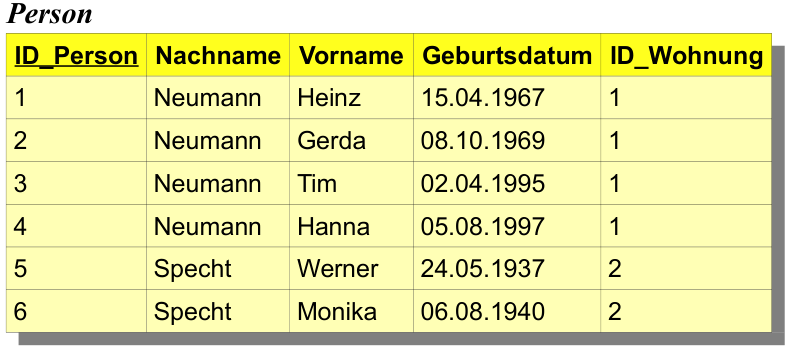 Person
ID_Person Nachname Vorname Geburtsdatum ID_Wohnung
1 Neumann Heinz 15.04.1967 1
2 Neumann Gerda 08.10.1969 1
3 Neumann Tim 02.04.1995 1
4 Neumann Hanna 05.08.1997 1
5 Specht Werner 24.05.1937 2
6 Specht Monika 06.08.1940 2